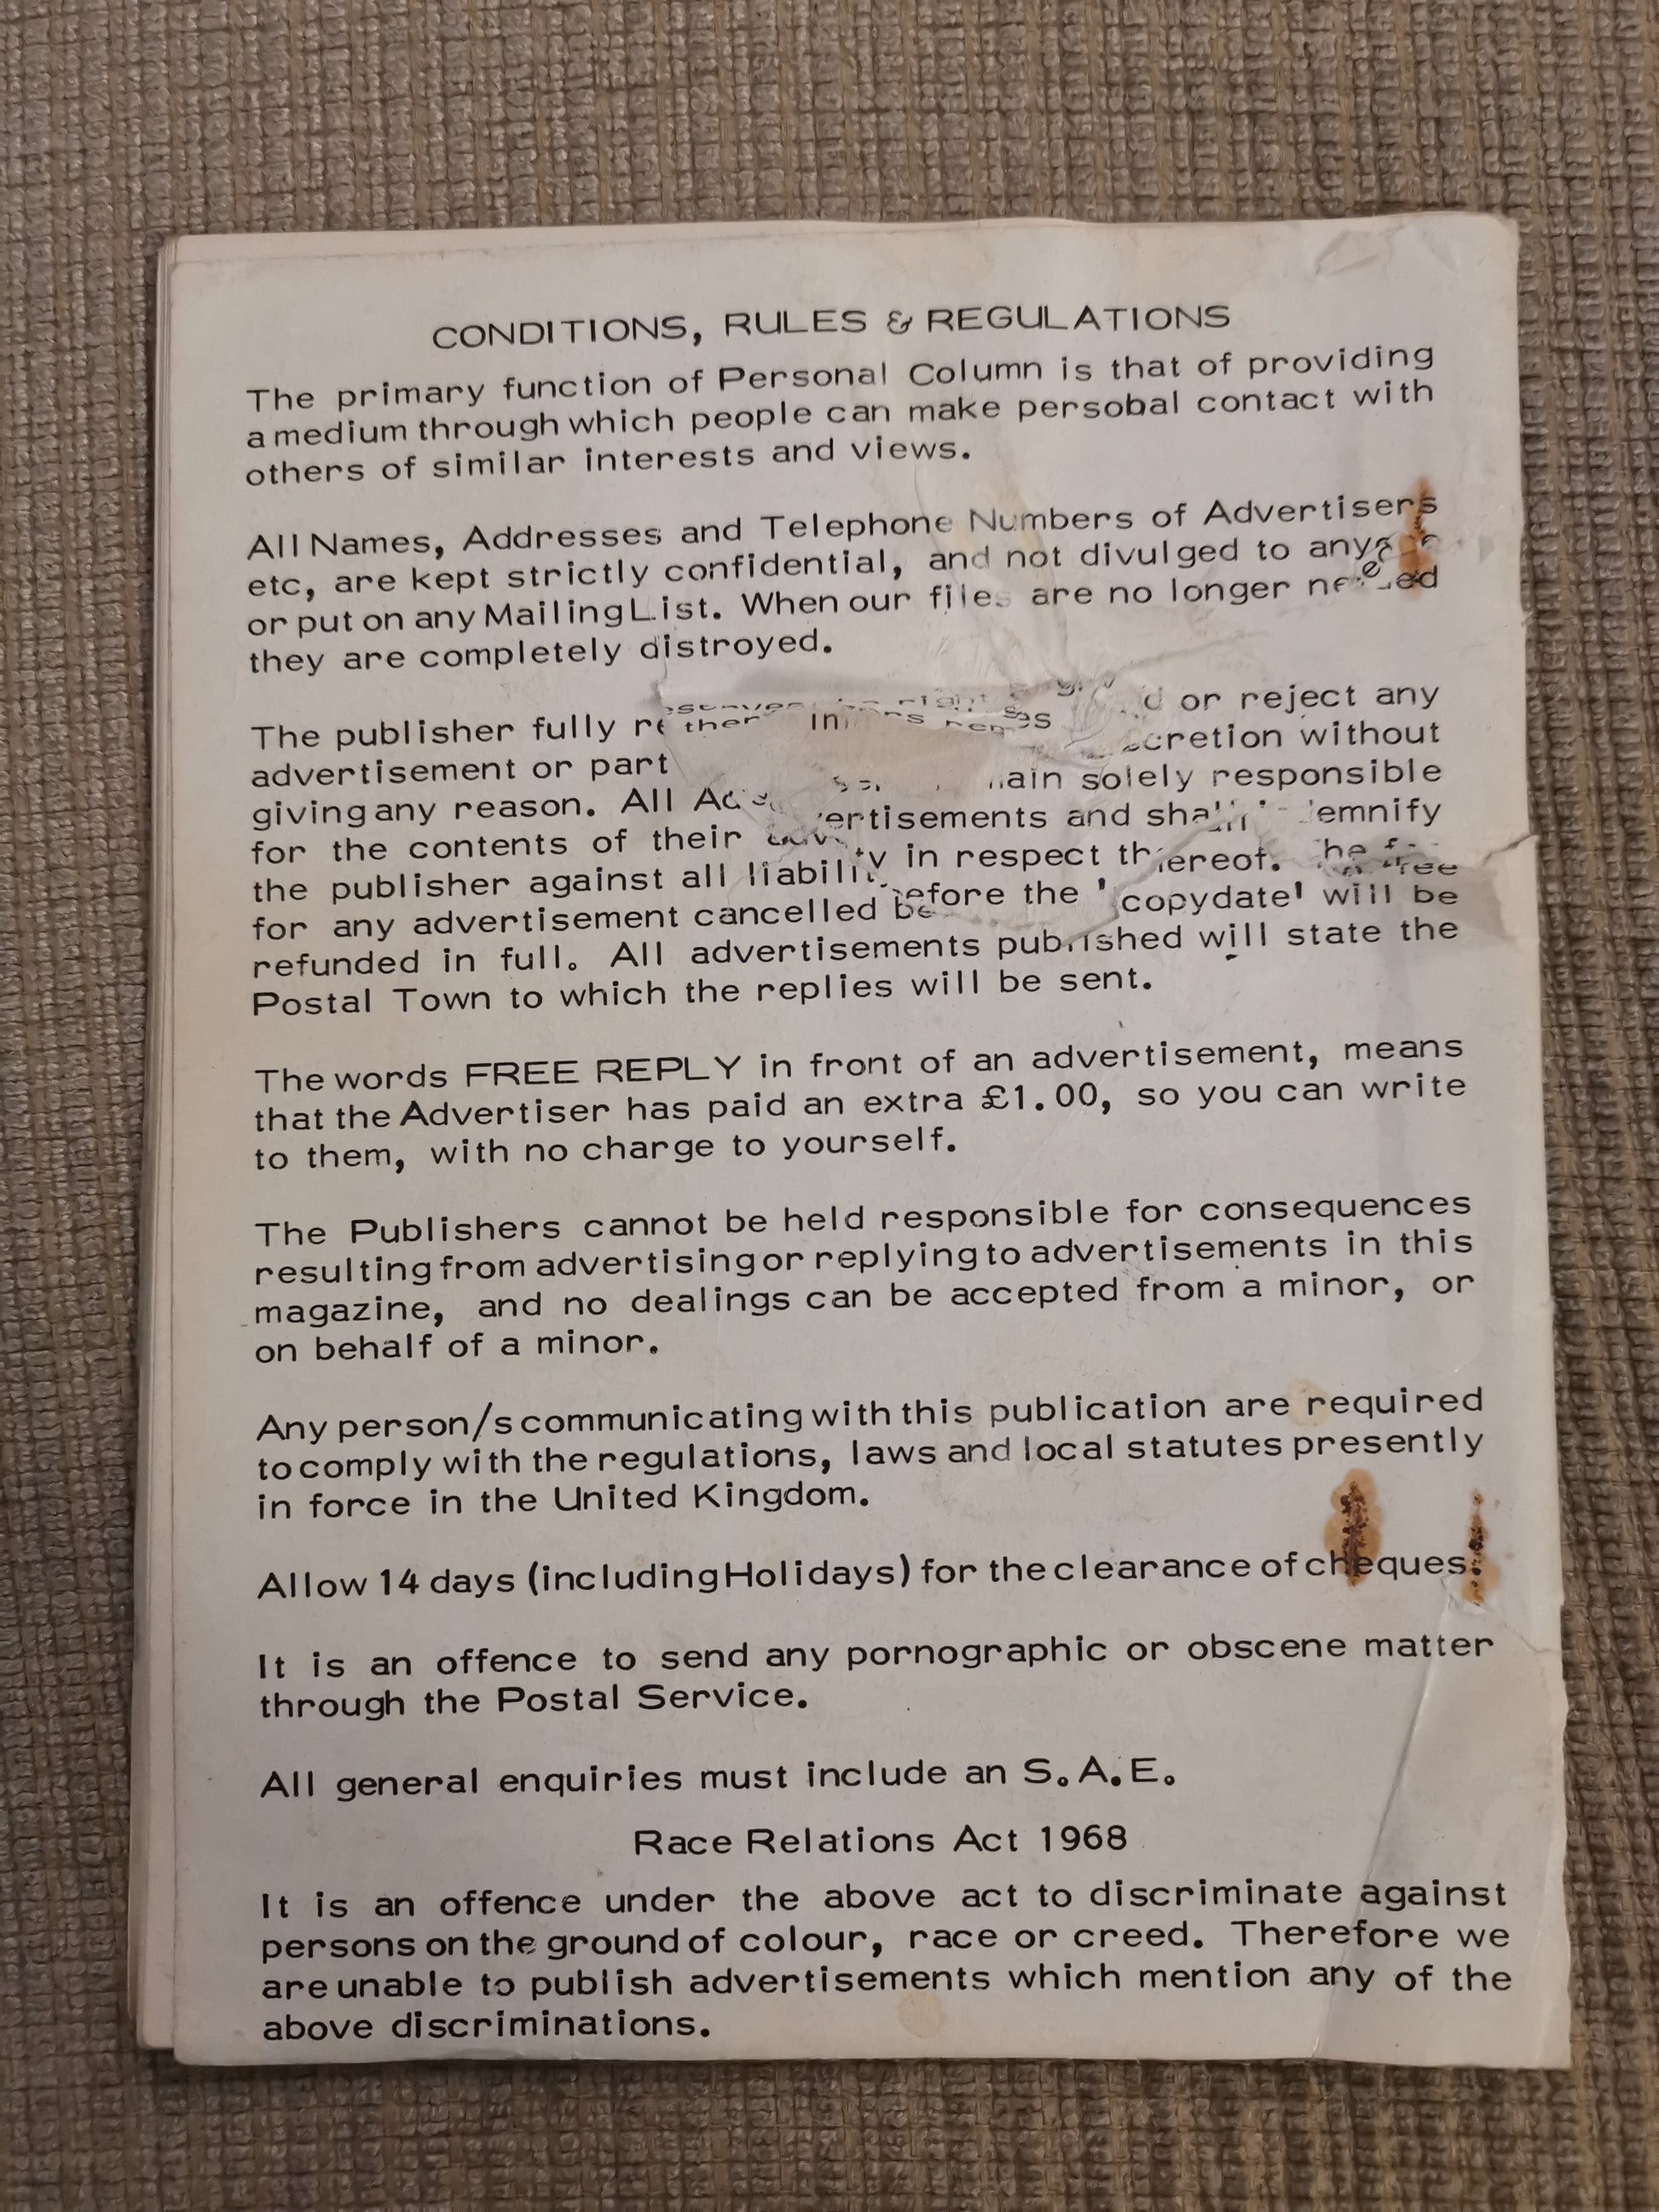 CONDITIONS, RULES & REGULATIONS
The primary function of Personal Column is that of providing
a medium through which people can make persobal contact with
others of similar interests and views.
All Names, Addresses and Telephone Numbers of Advertisers
etc, are kept strictly confidential, and not divulged to
or put on any Mailing List. When our files are no longer needed
they are completely distroyed.
The publisher fully or reject any
advertisement or part without
giving any reason. All solely responsible
for the contents of their advertisements and shall indemnify
the publisher against all liability in respect thereof. The
for any advertisement cancelled before the 'copydate' will be
refunded in full. All advertisements published will state the
Postal Town to which the replies will be sent.
The words FREE REPLY in front of an advertisement, means
that the Advertiser has paid an extra £1.00, so you can write
to them, with no charge to yourself.
The Publishers cannot be held responsible for consequences
resulting from advertising or replying to advertisements in this
magazine, and no dealings can be accepted from a minor, or
on behalf of a minor.
Any person/s communicating with this publication are required
to comply with the regulations, laws and local statutes presently
in force in the United Kingdom.
Allow 14 days (including Holidays) for the clearance of cheques.
It is an offence to send any pornographic or obscene matter
through the Postal Service.
All general enquiries must include an S.A.E.
Race Relations Act 1968
It is an offence under the above act to discriminate against
persons on the ground of colour, race or creed. Therefore we
are unable to publish advertisements which mention any of the
above discriminations.